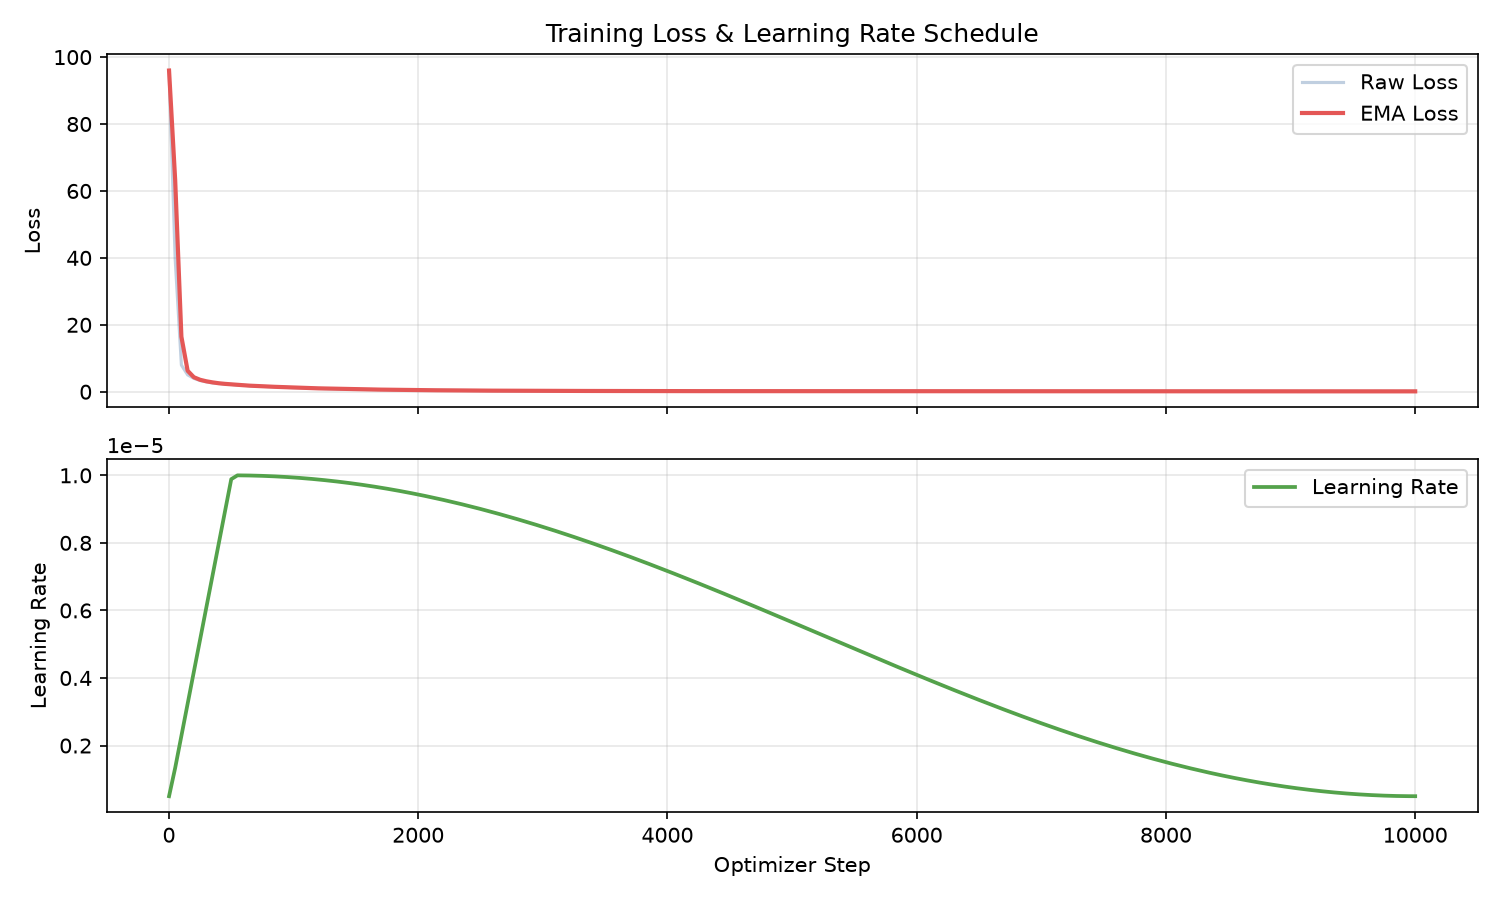 Training Loss & Learning Rate Schedule
100
80
60
40
20
0
Loss
Raw Loss
EMA Loss
1e−5
1.0
0.8
0.6
0.4
0.2
Learning Rate
Learning Rate
0
2000
4000
6000
8000
10000
Optimizer Step